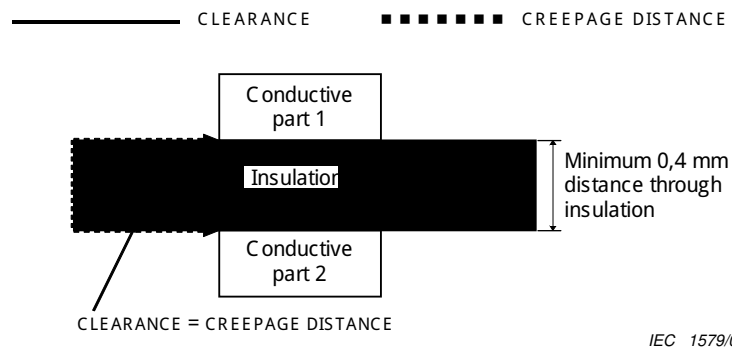 CLEARANCE CREEPAGE DISTANCE
Conductive
part 1
Insulation
Minimum 0,4 mm
distance through
insulation
Conductive
part 2
CLEARANCE = CREEPAGE DISTANCE
IEC 1579/0